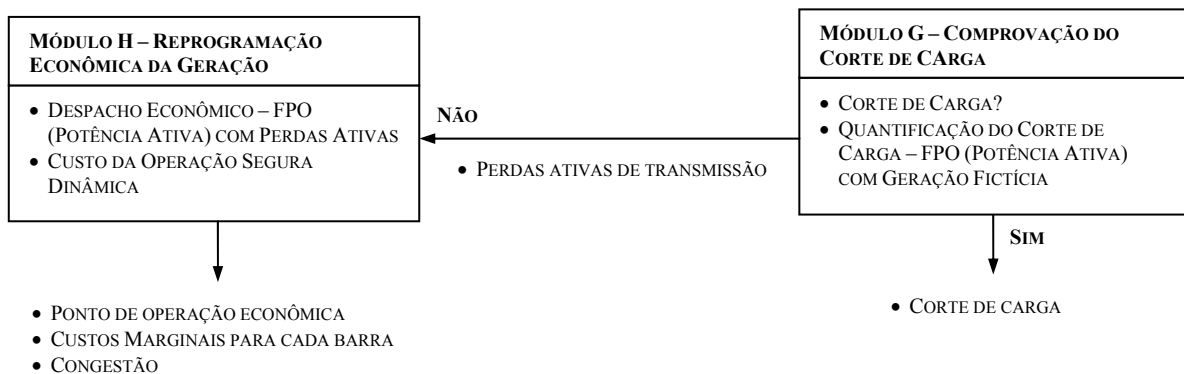 MÓDULO H – REPROGRAMAÇÃO
ECONÔMICA DA GERAÇÃO
• DESPACHO ECONÔMICO – FPO
(POTÊNCIA ATIVA) COM PERDAS ATIVAS
• CUSTO DA OPERAÇÃO SEGURA
DINÂMICA
NÃO
• PERDAS ATIVAS DE TRANSMISSÃO
MÓDULO G – COMPROVAÇÃO DO
CORTE DE CARGA
• CORTE DE CARGA?
• QUANTIFICAÇÃO DO CORTE DE
CARGA – FPO (POTÊNCIA ATIVA)
COM GERAÇÃO FICTÍCIA
SIM
• CORTE DE CARGA
• PONTO DE OPERAÇÃO ECONÔMICA
• CUSTOS MARGINAIS PARA CADA BARRA
• CONGESTÃO